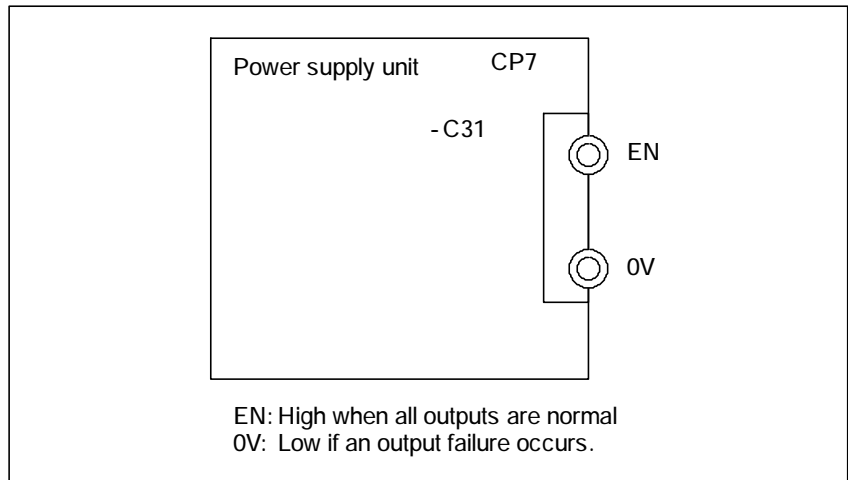 Power supply unit CP7
- C31
EN
0V
EN: High when all outputs are normal
0V: Low if an output failure occurs.